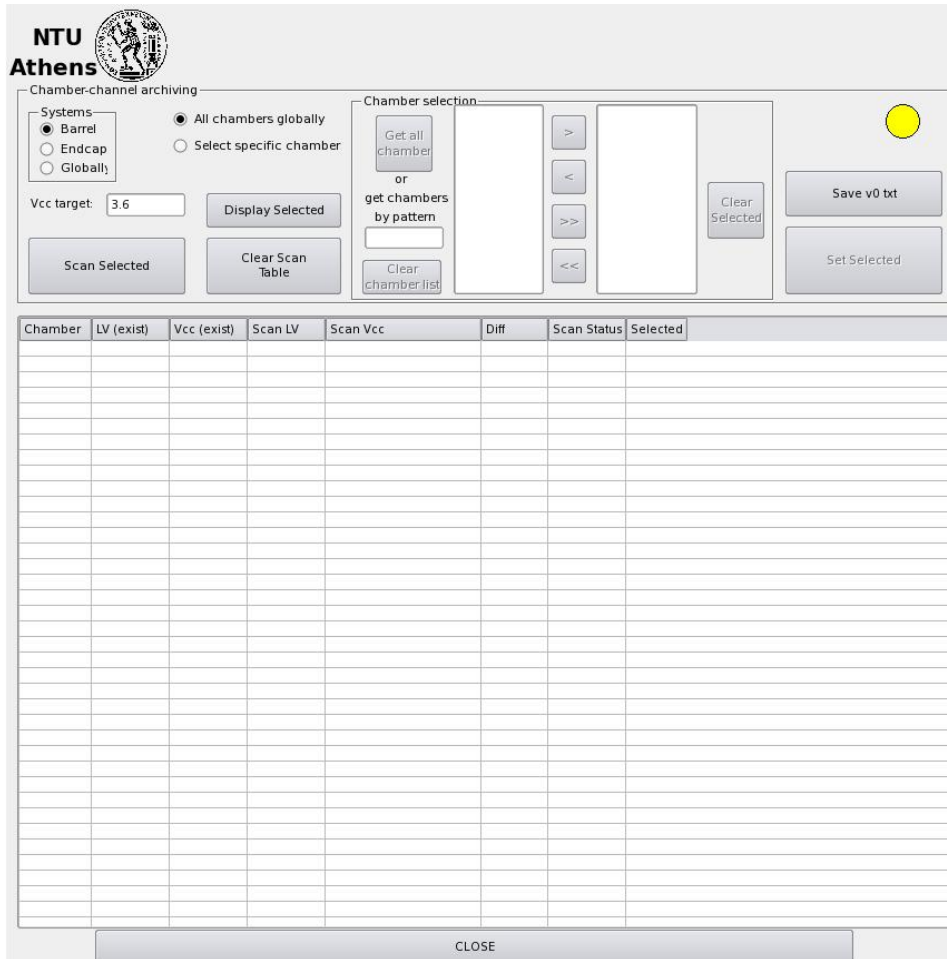 NTU
Athens
Chamber-channel archiving
Systems
Barrel
Endcap
Globally
All chambers globally
Select specific chamber
Vcc target:
3.6
Display Selected
Scan Selected
Clear Scan
Table
Chamber selection
Get all
chamber
or
get chambers
by pattern
Clear
chamber list
>
<
>>
<<
Clear
Selected
Save v0 txt
Set Selected
Chamber LV (exist) Vcc (exist) Scan LV Scan Vcc Diff Scan Status Selected
CLOSE